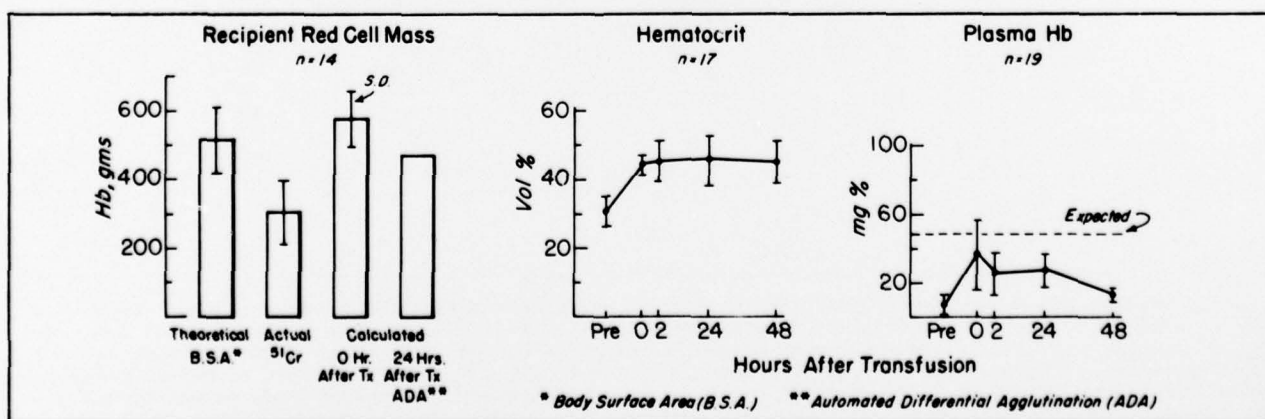 Recipient Red Cell Mass
n=14
Hb, gms
600
400
200
S.D.
Theoretical
B.S.A.*
Actual
51Cr
Calculated
0 Hr.
After Tx
24 Hrs.
After Tx
ADA**
Hematocrit
n=17
Vol %
60
40
20
Pre 0 2 24 48
Plasma Hb
n=19
mg %
100
60
20
Expected
Pre 0 2 24 48
Hours After Transfusion
* Body Surface Area (B.S.A.) ** Automated Differential Agglutination (ADA)